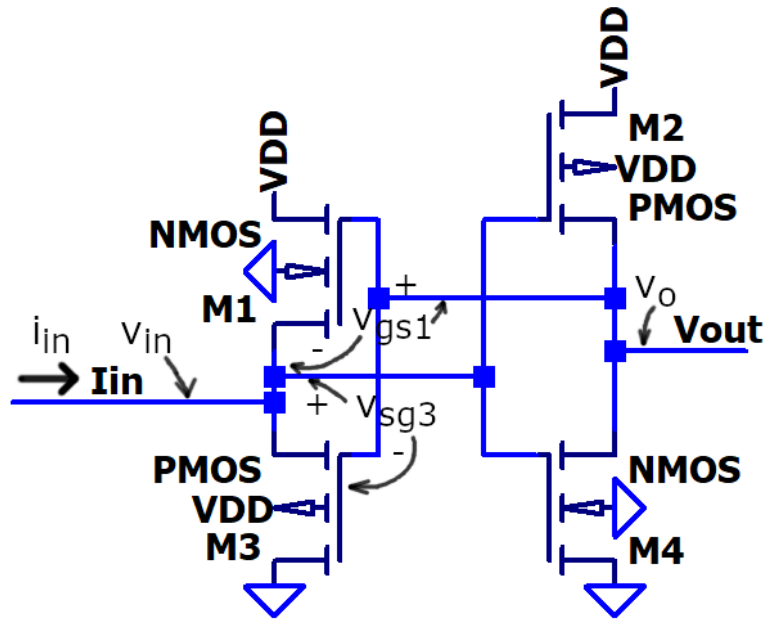 VDD
VDD
M2
VDD
PMOS
NMOS
M1
+
vgs1
-
vo
Vout
iin
vin
Iin
+
vsg3
-
PMOS
VDD
M3
NMOS
M4